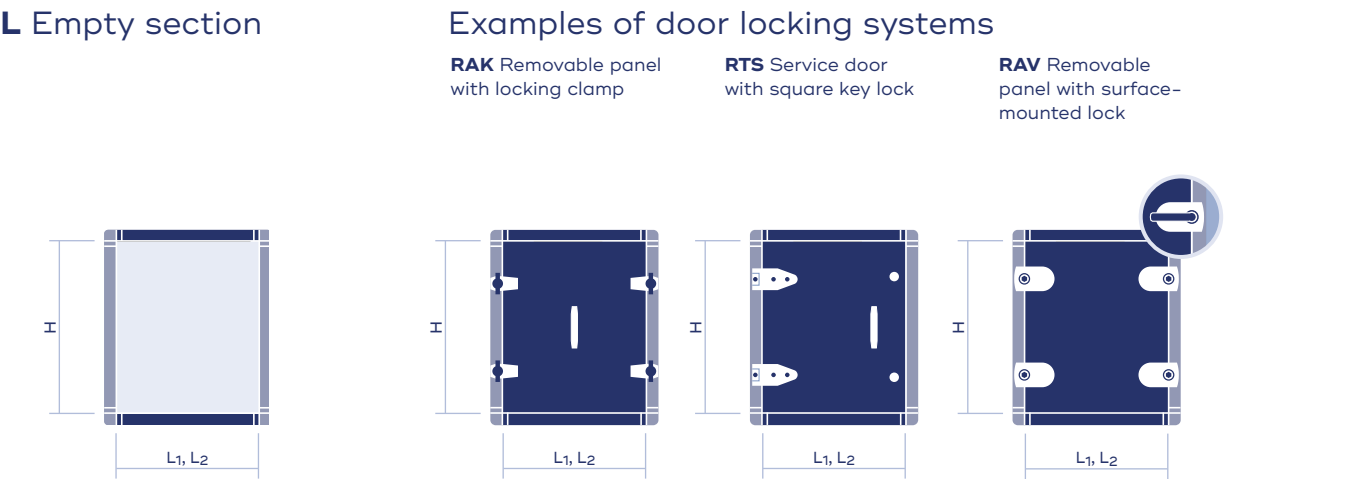 L Empty section
Examples of door locking systems
RAK Removable panel
with locking clamp
RTS Service door
with square key lock
RAV Removable
panel with surface-
mounted lock
H
H
H
H
L1, L2
L1, L2
L1, L2
L1, L2